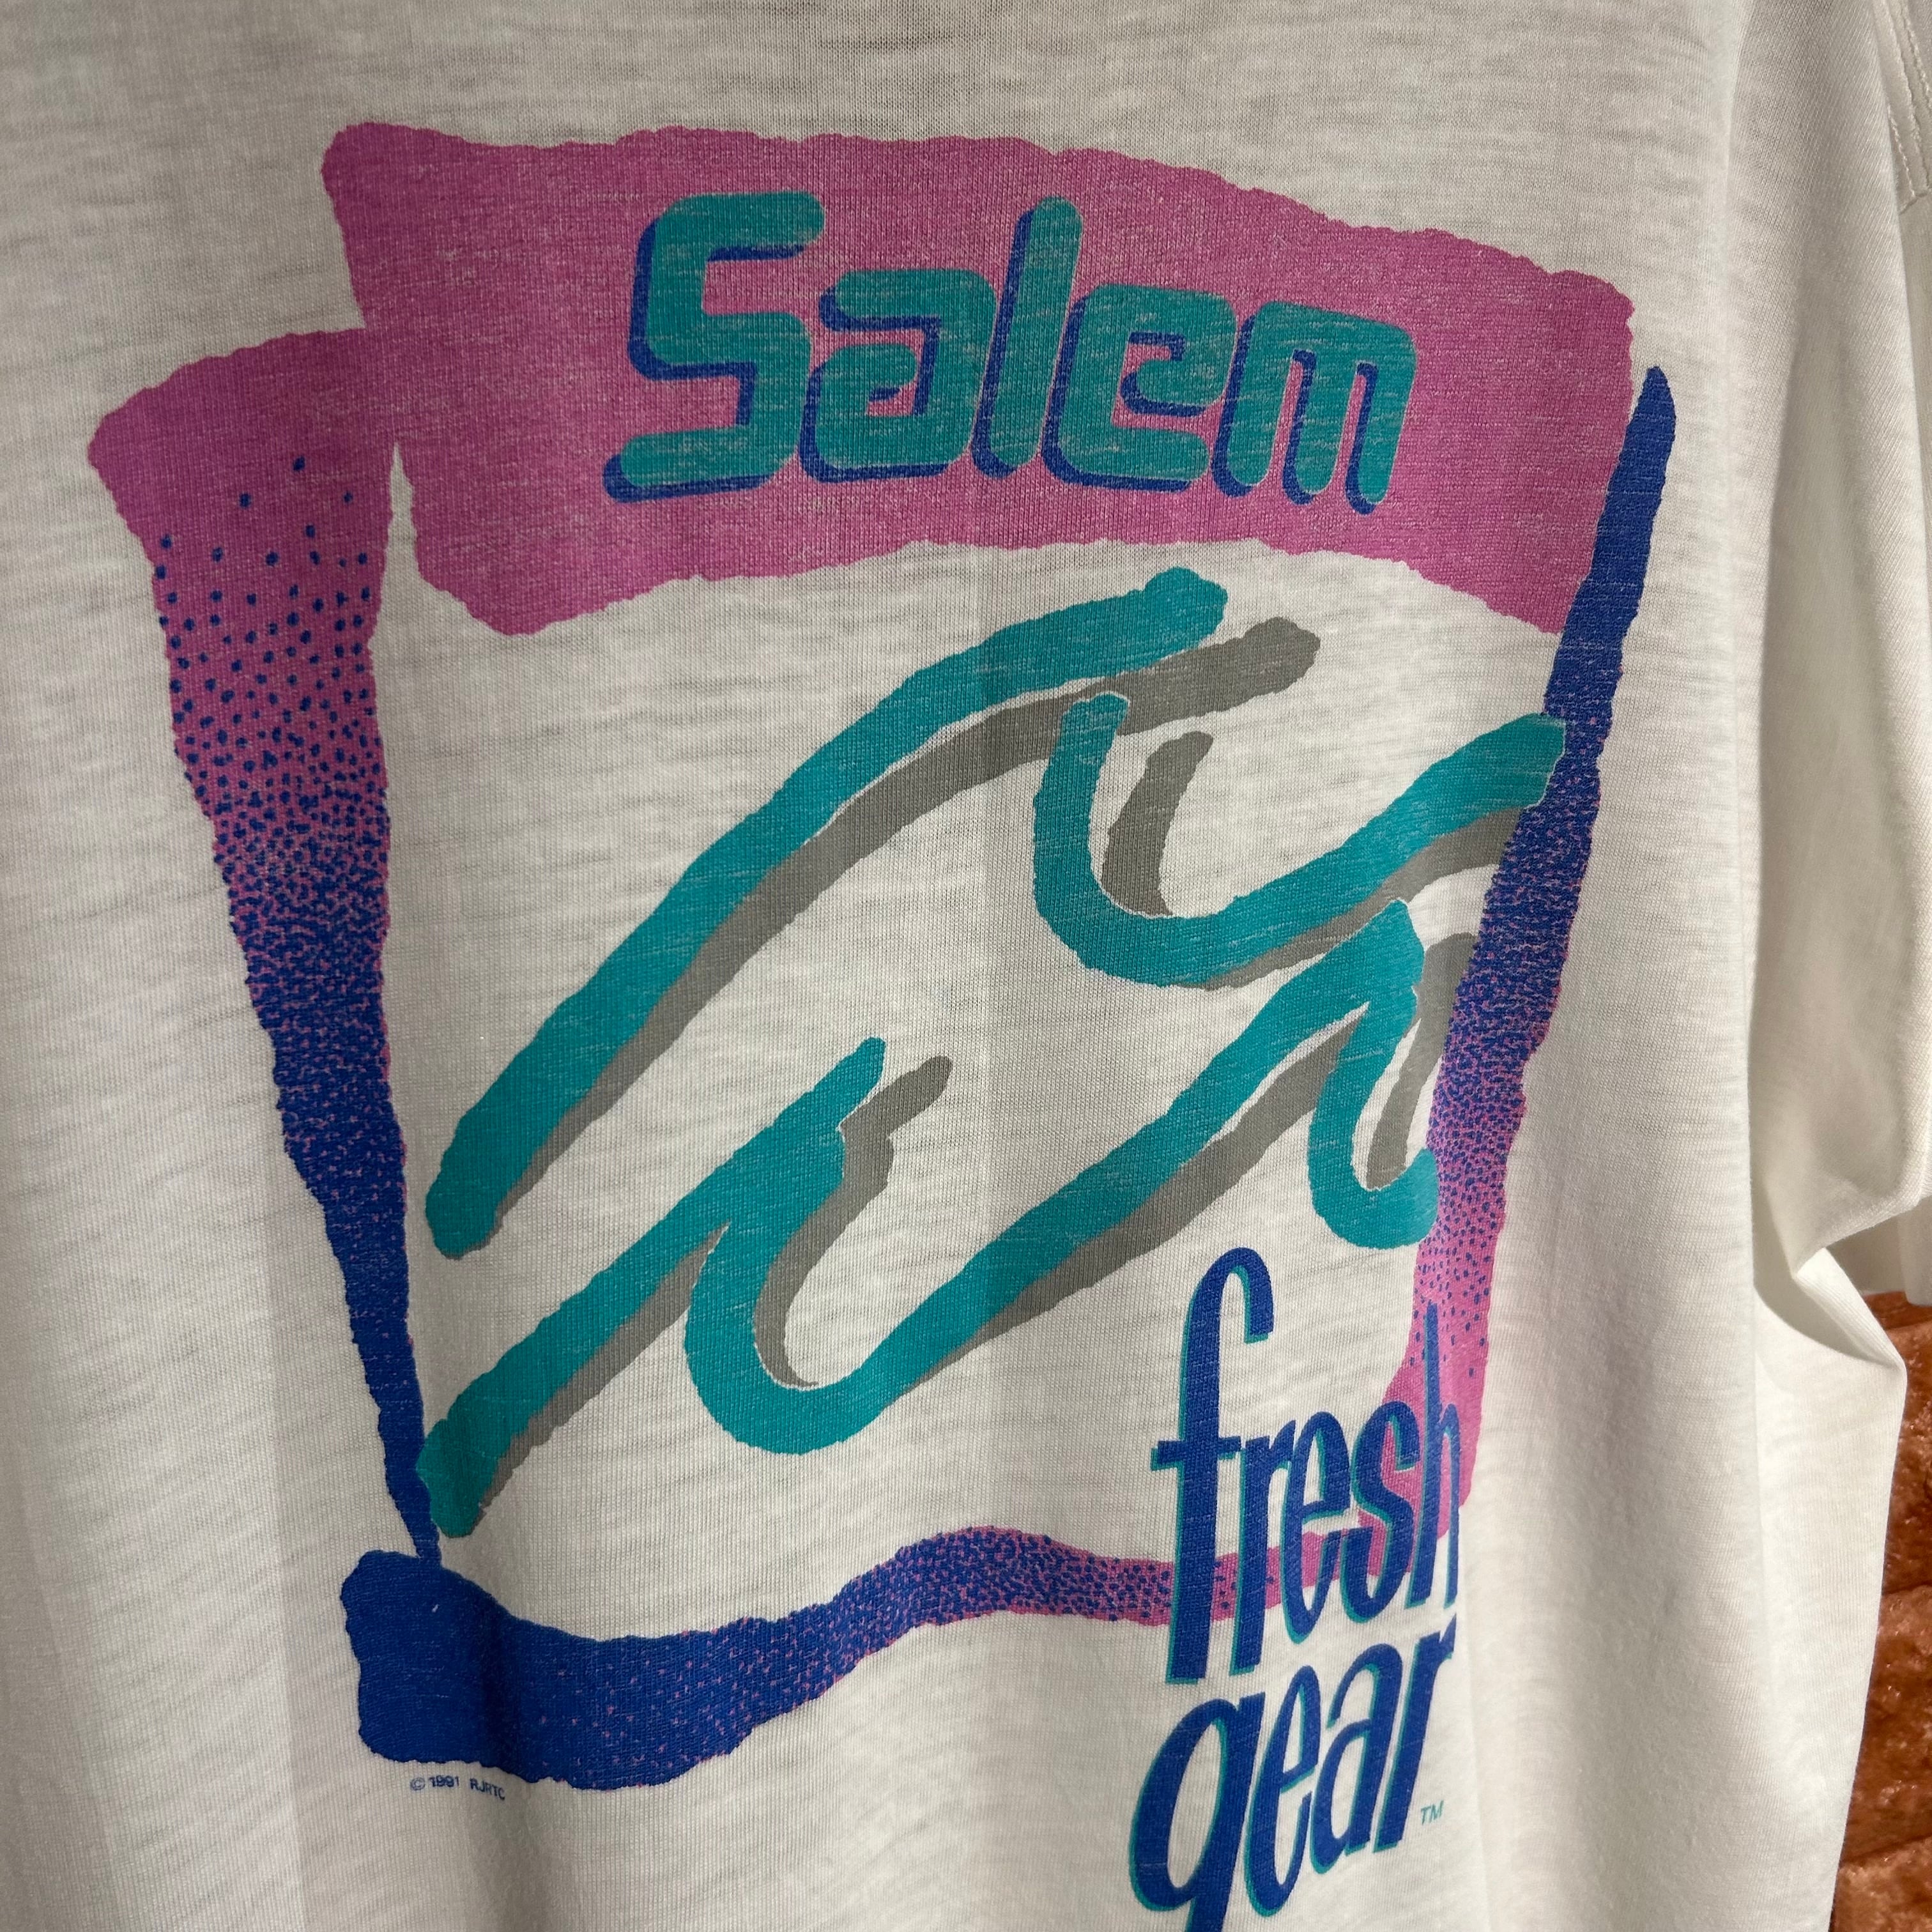 Salem
fresh
gear
TM
© 1991 RJRTC